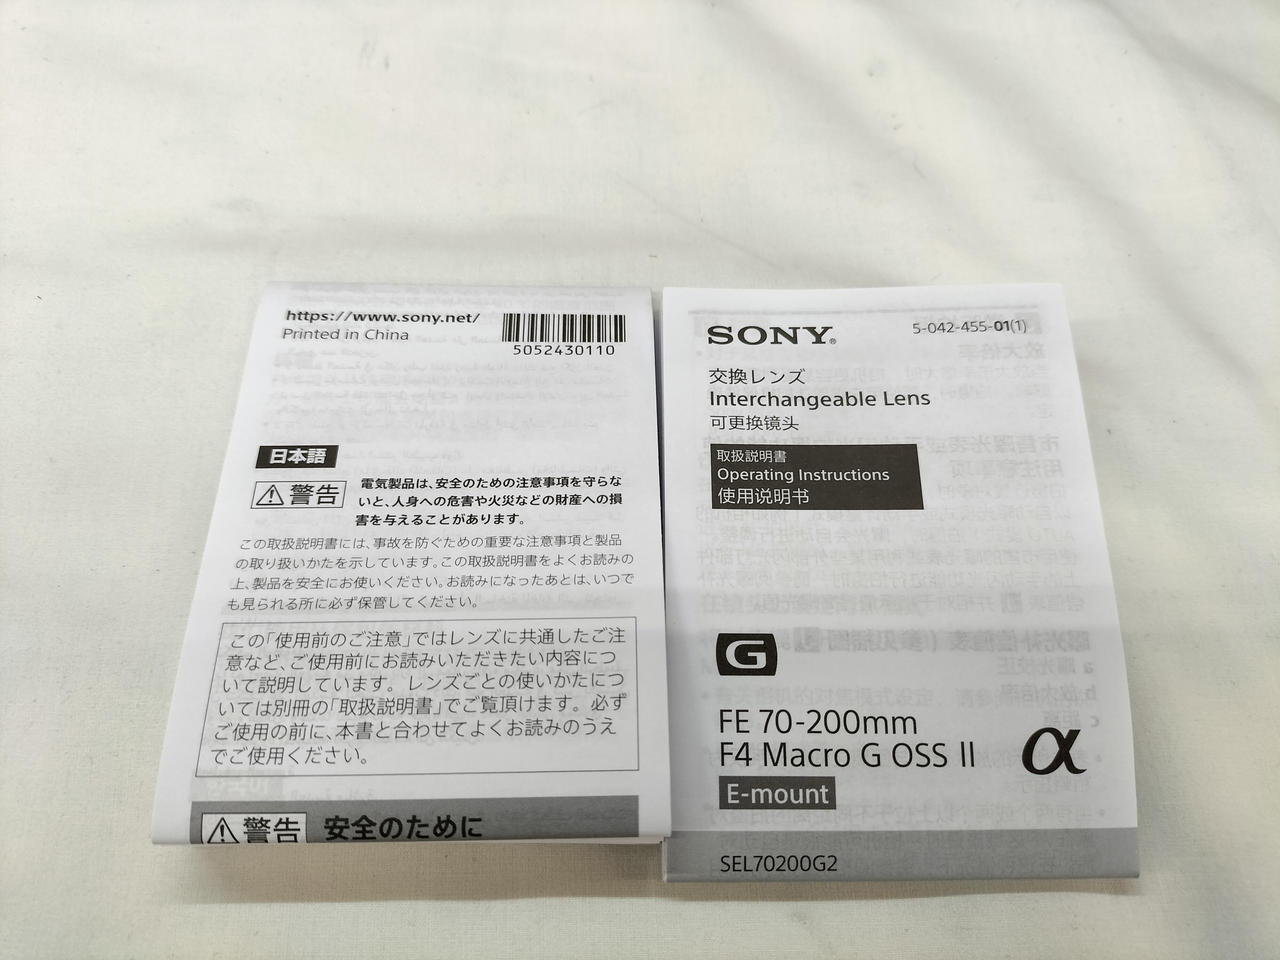 https://www.sony.net/
Printed in China
5052430110
日本語
警告
電気製品は、安全のための注意事項を守らな
いと、人身への危害や火災などの財産への損
害を与えることがあります。
この取扱説明書には、事故を防ぐための重要な注意事項と製品
の取り扱いかたを示しています。この取扱説明書をよくお読みの
上、製品を安全にお使いください。お読みになったあとは、いつで
も見られる所に必ず保管してください。
この「使用前のご注意」ではレンズに共通したご注
意など、ご使用前にお読みいただきたい内容につ
いて説明しています。レンズごとの使いかたにつ
いては別冊の「取扱説明書」でご覧頂けます。必ず
ご使用の前に、本書と合わせてよくお読みのうえ
でご使用ください。
警告 安全のために
SONY®
5-042-455-01(1)
交換レンズ
Interchangeable Lens
可更换镜头
取扱説明書
Operating Instructions
使用说明书
G
FE 70-200mm
F4 Macro G OSS II
α
E-mount
SEL70200G2